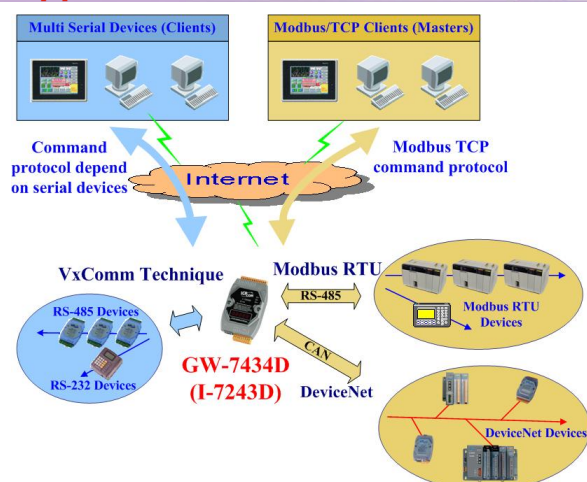 Multi Serial Devices (Clients)
Modbus/TCP Clients (Masters)
Command
protocol depend
on serial devices
Modbus TCP
command protocol
Internet
VxComm Technique
Modbus RTU
RS-485 Devices
RS-232 Devices
RS-485
Modbus RTU
Devices
CAN
GW-7434D
(I-7243D)
DeviceNet
DeviceNet Devices